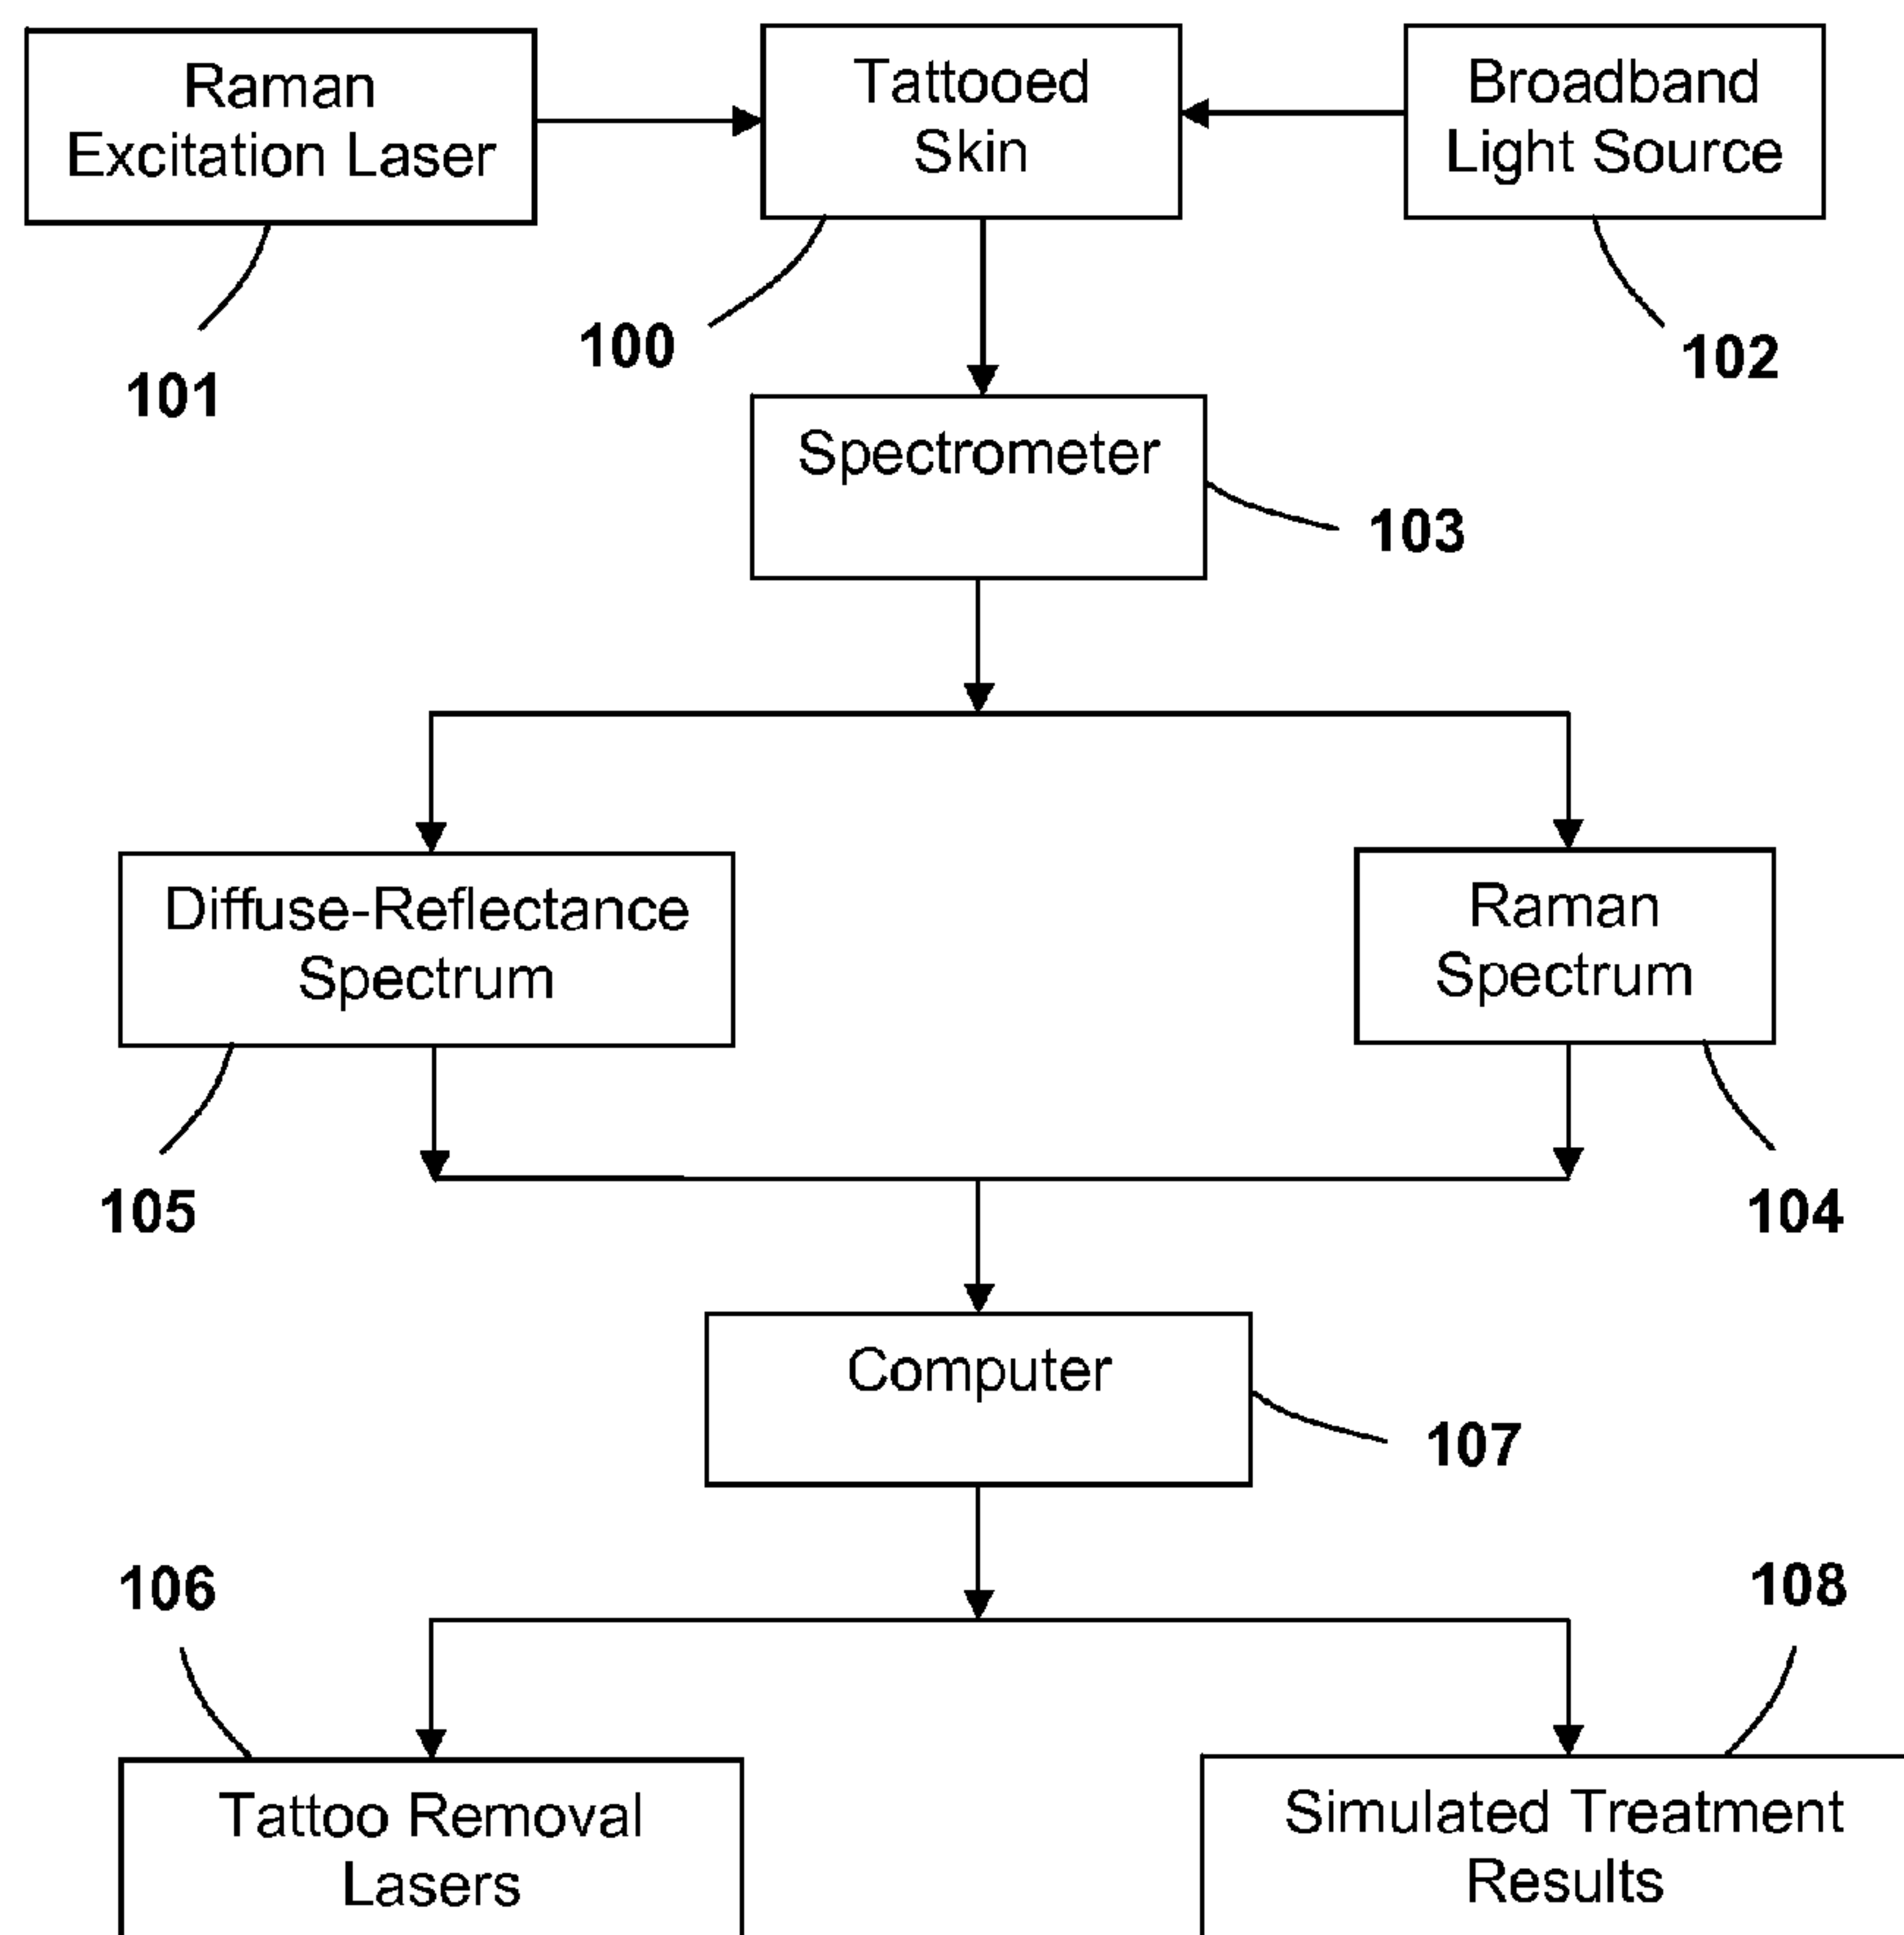 Raman
Excitation Laser
Tattooed
Skin
Broadband
Light Source
101
100
102
Spectrometer
103
Diffuse-Reflectance
Spectrum
Raman
Spectrum
105
104
Computer
107
106
108
Tattoo Removal
Lasers
Simulated Treatment
Results